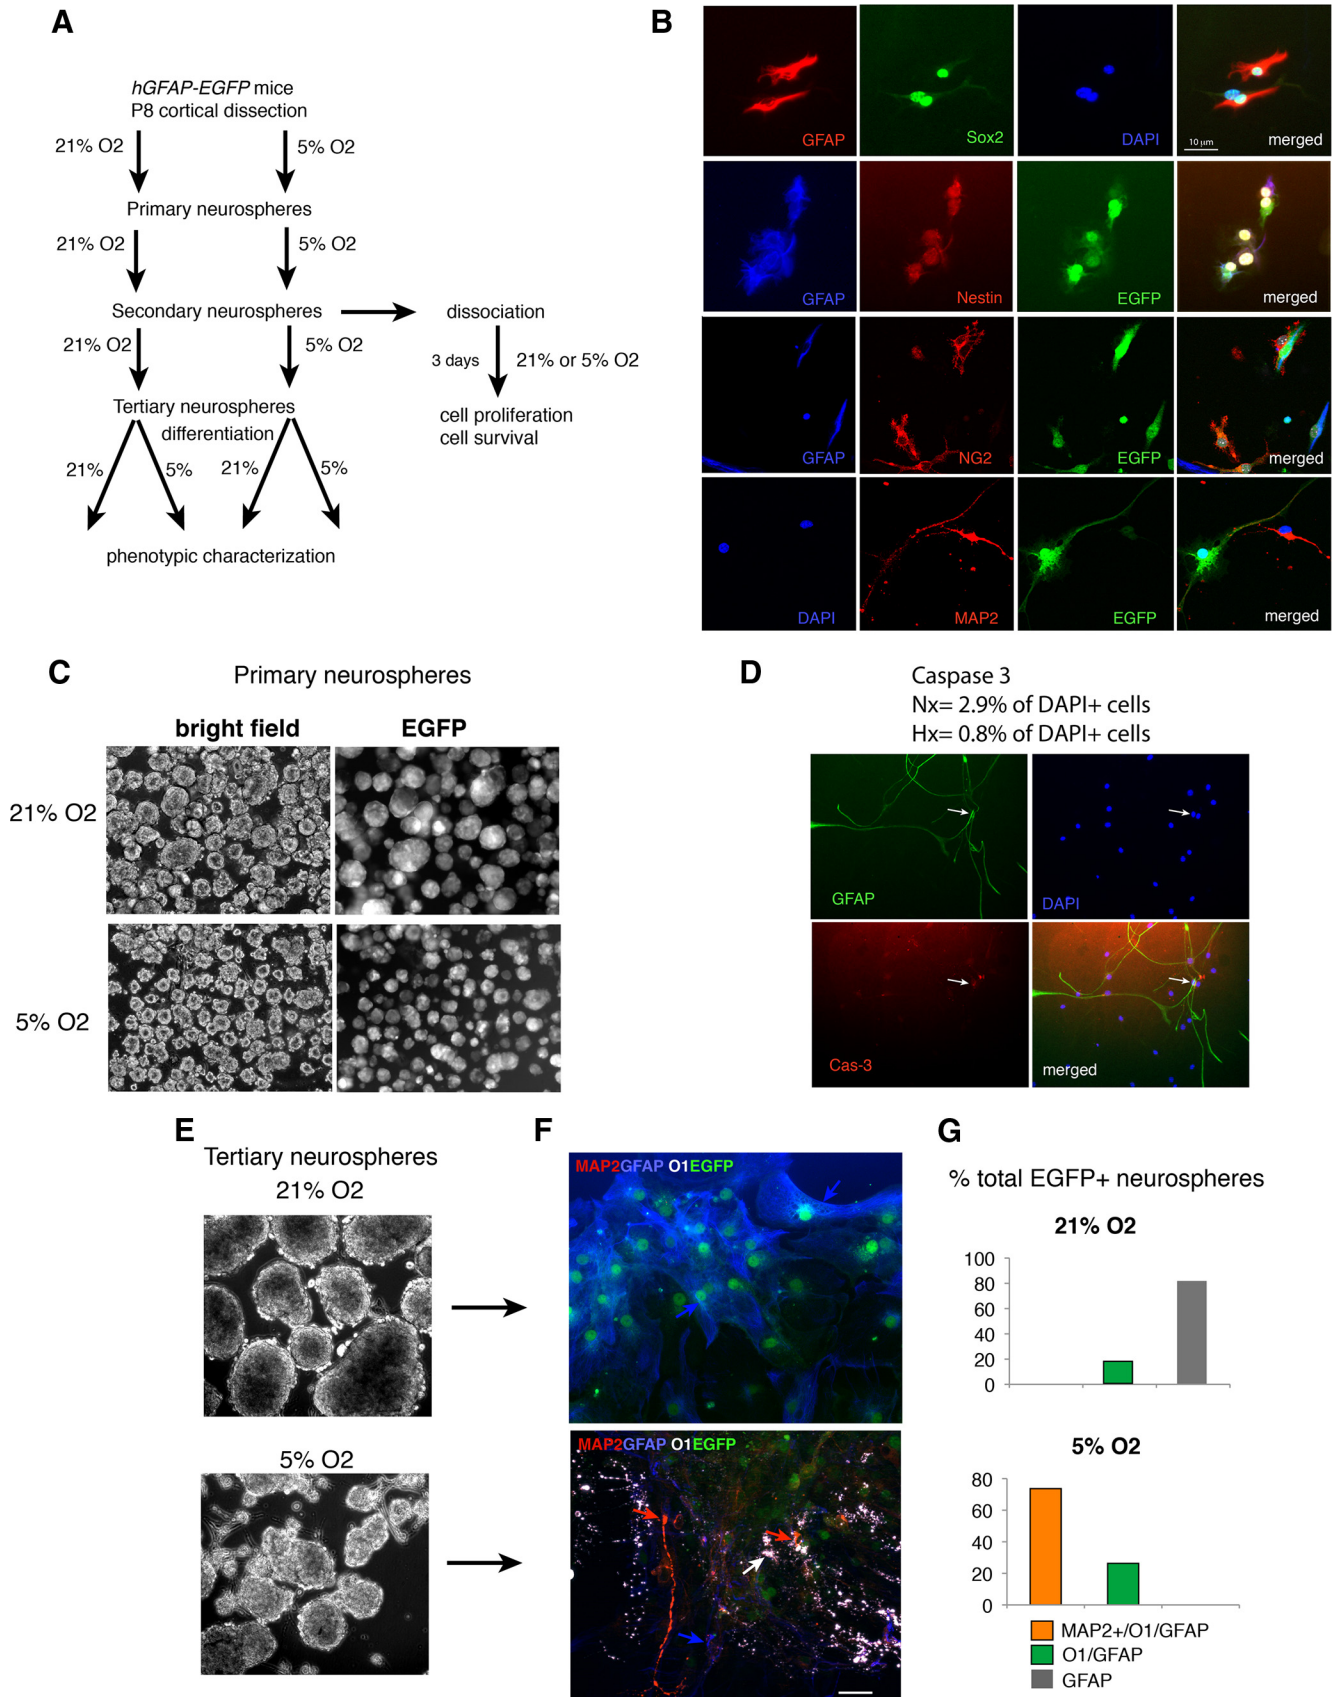 A
hGFAP-EGFP mice
P8 cortical dissection
21% O2
5% O2
Primary neurospheres
21% O2
5% O2
Secondary neurospheres
dissociation
21% O2
5% O2
3 days
21% or 5% O2
Tertiary neurospheres
differentiation
cell proliferation
cell survival
21%
5%
21%
5%
phenotypic characterization
B
GFAP
Sox2
DAPI
10 µm
merged
GFAP
Nestin
EGFP
merged
GFAP
NG2
EGFP
merged
DAPI
MAP2
EGFP
merged
C
Primary neurospheres
bright field
EGFP
21% O2
5% O2
D
Caspase 3
Nx= 2.9% of DAPI+ cells
Hx= 0.8% of DAPI+ cells
GFAP
DAPI
Cas-3
merged
E
Tertiary neurospheres
21% O2
5% O2
F
MAP2GFAP O1EGFP
MAP2GFAP O1EGFP
G
% total EGFP+ neurospheres
21% O2
100
80
60
40
20
0
5% O2
80
60
40
20
0
MAP2+/O1/GFAP
O1/GFAP
GFAP